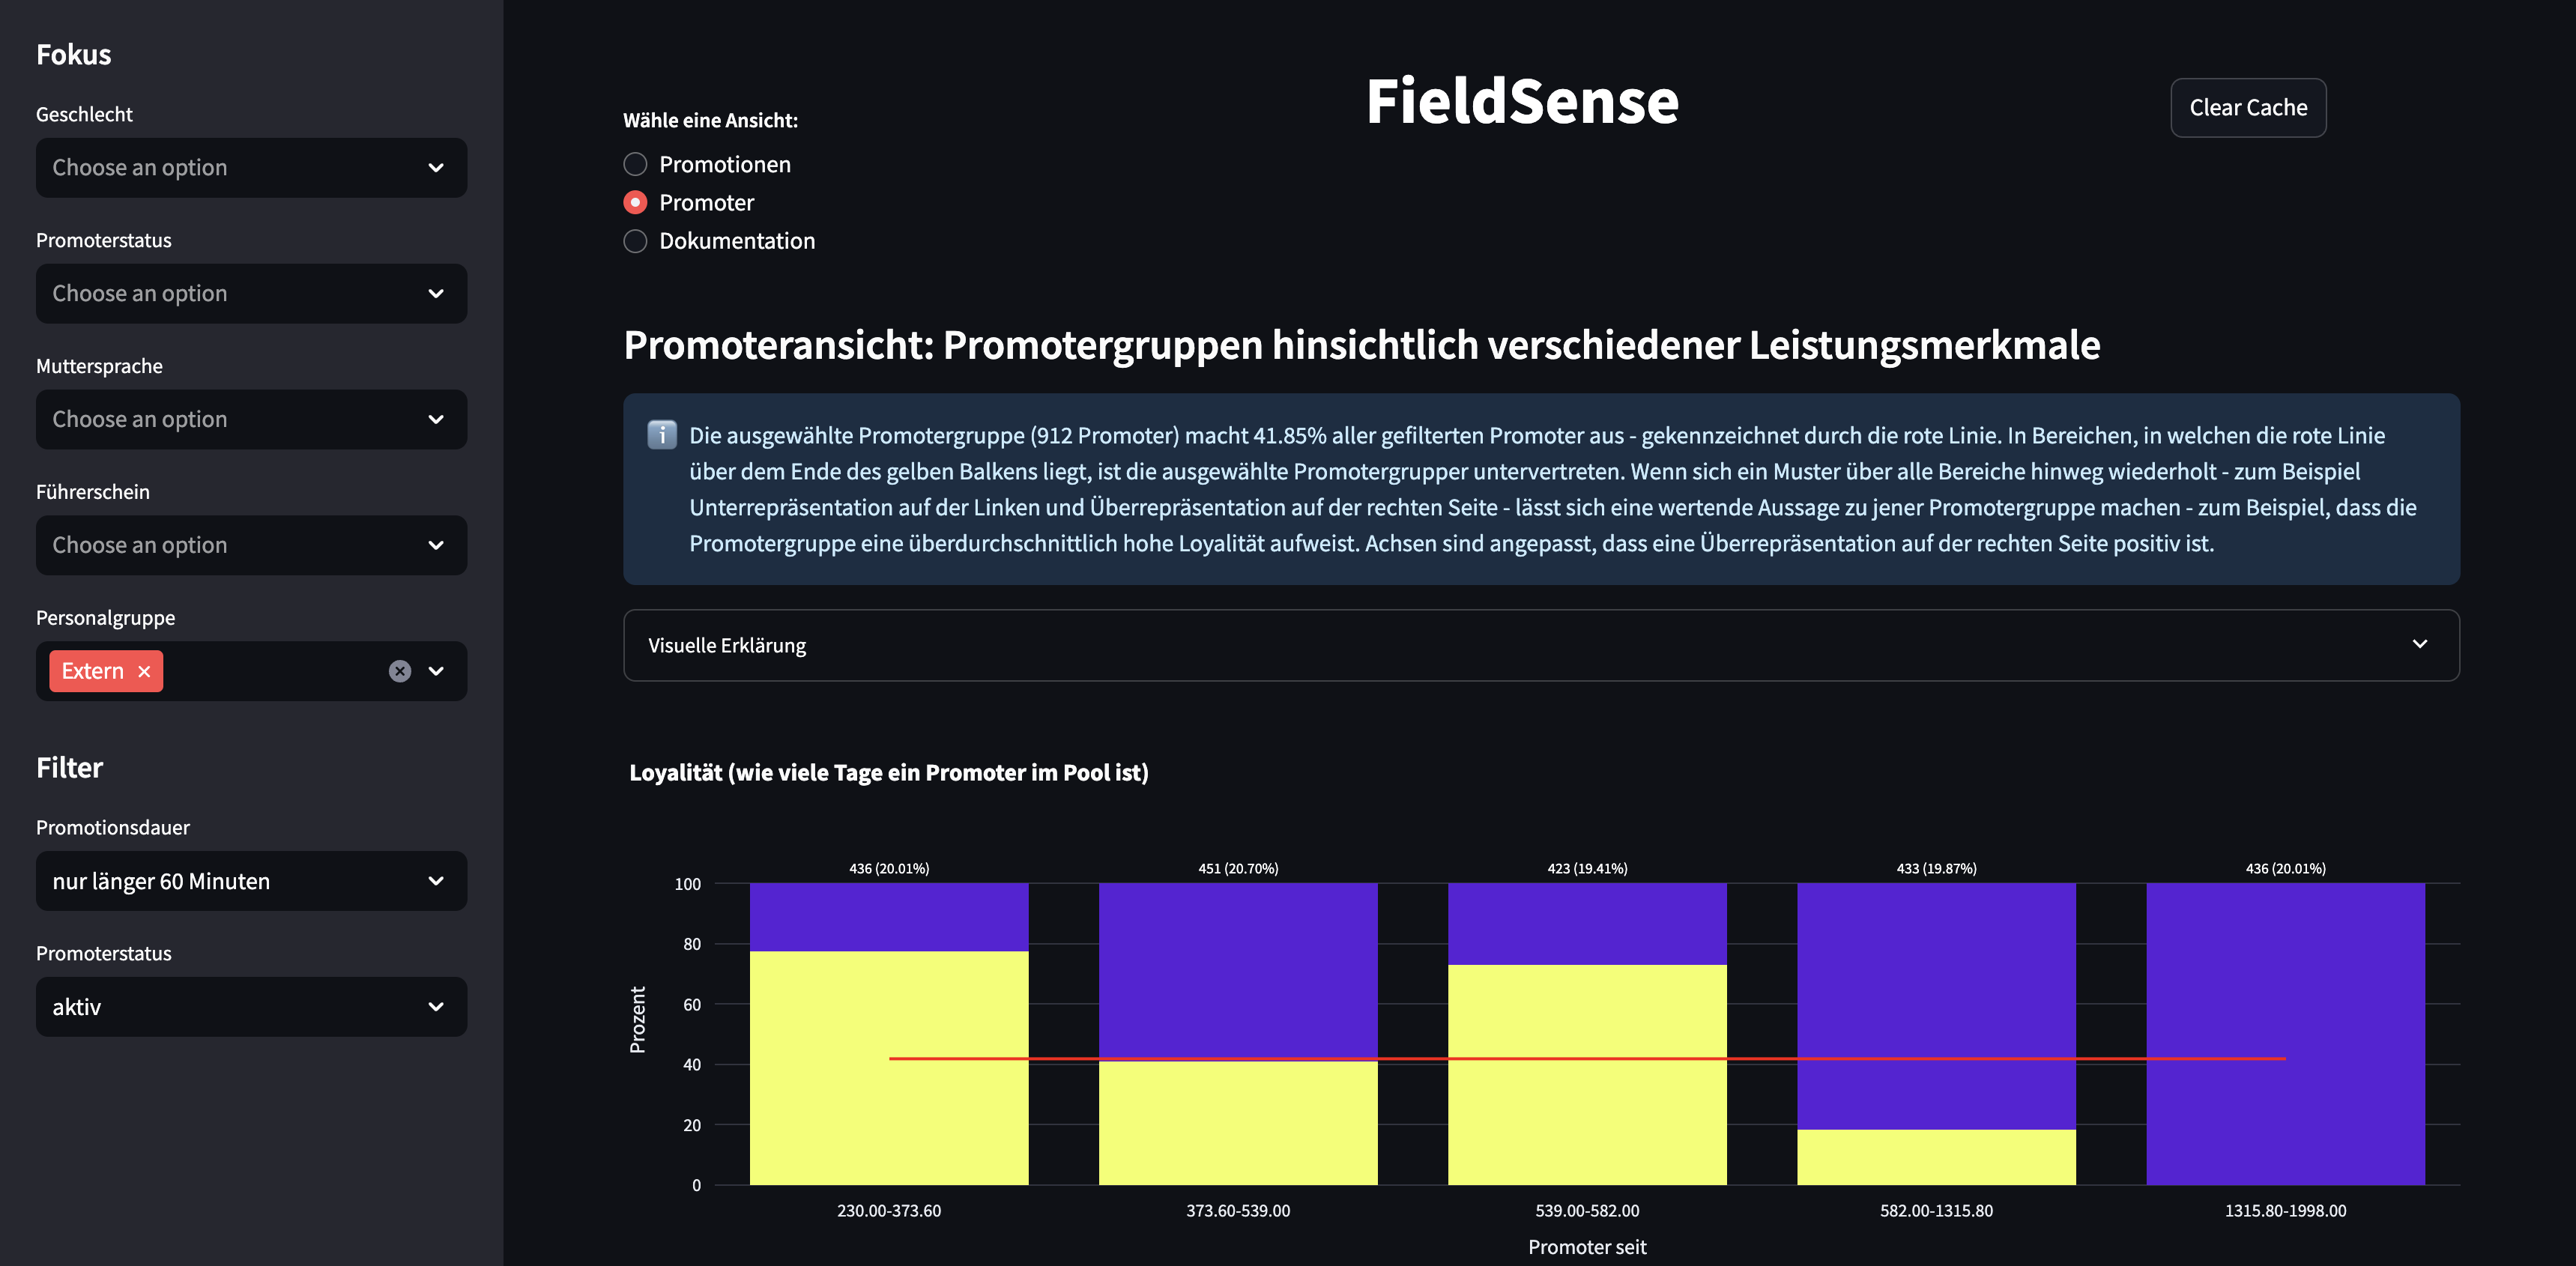 Fokus
Geschlecht
Choose an option
Promoterstatus
Choose an option
Muttersprache
Choose an option
Führerschein
Choose an option
Personalgruppe
Extern
Filter
Promotionsdauer
nur länger 60 Minuten
Promoterstatus
aktiv
FieldSense
Clear Cache
Wähle eine Ansicht:
Promotionen
Promoter
Dokumentation
Promoteransicht: Promotergruppen hinsichtlich verschiedener Leistungsmerkmale
i Die ausgewählte Promotergruppe (912 Promoter) macht 41.85% aller gefilterten Promoter aus - gekennzeichnet durch die rote Linie. In Bereichen, in welchen die rote Linie
über dem Ende des gelben Balkens liegt, ist die ausgewählte Promotergrupper untervertreten. Wenn sich ein Muster über alle Bereiche hinweg wiederholt - zum Beispiel
Unterrepräsentation auf der Linken und Überrepräsentation auf der rechten Seite - lässt sich eine wertende Aussage zu jener Promotergruppe machen - zum Beispiel, dass die
Promotergruppe eine überdurchschnittlich hohe Loyalität aufweist. Achsen sind angepasst, dass eine Überrepräsentation auf der rechten Seite positiv ist.
Visuelle Erklärung
Loyalität (wie viele Tage ein Promoter im Pool ist)
436 (20.01%) 451 (20.70%) 423 (19.41%) 433 (19.87%) 436 (20.01%)
100
80
60
40
20
0
Prozent
230.00-373.60 373.60-539.00 539.00-582.00 582.00-1315.80 1315.80-1998.00
Promoter seit